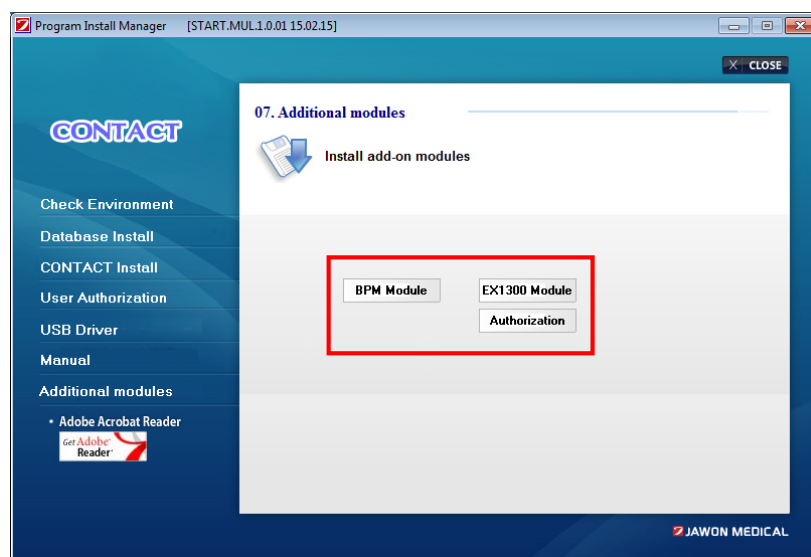 Program Install Manager [START.MUL.1.0.01 15.02.15]
X CLOSE
CONTACT
07. Additional modules
Install add-on modules
Check Environment
Database Install
CONTACT Install
User Authorization
USB Driver
Manual
Additional modules
• Adobe Acrobat Reader
Get Adobe®
Reader®
BPM Module
EX1300 Module
Authorization
JAWON MEDICAL